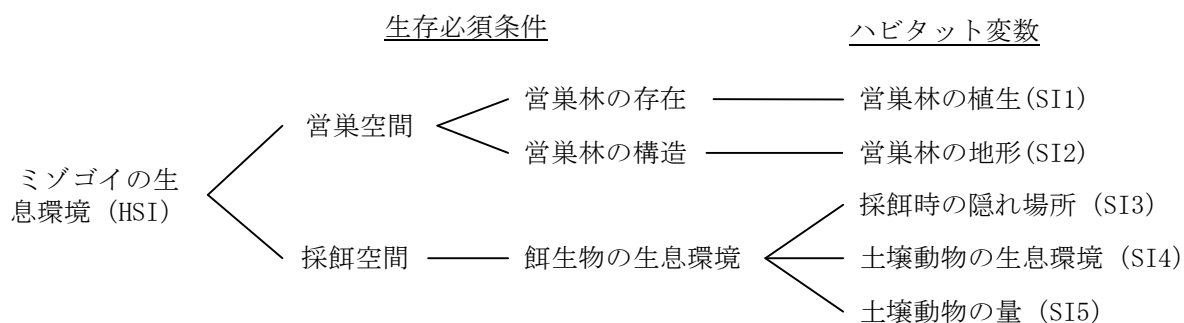 生存必須条件
ハビタット変数
営巣林の存在
営巣林の植生(SI1)
営巣空間
営巣林の構造
営巣林の地形(SI2)
ミゾゴイの生
息環境 (HSI)
採餌時の隠れ場所 (SI3)
採餌空間
餌生物の生息環境
土壌動物の生息環境 (SI4)
土壌動物の量 (SI5)